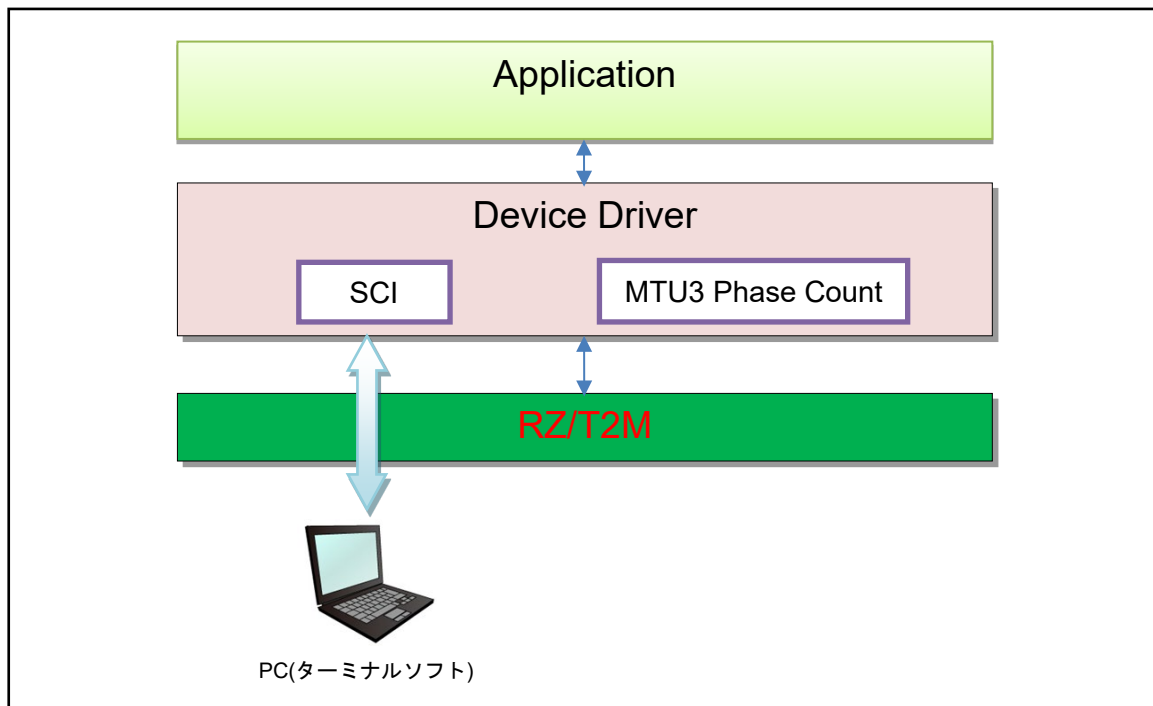 Application
Device Driver
SCI
MTU3 Phase Count
RZ/T2M
PC(ターミナルソフト)